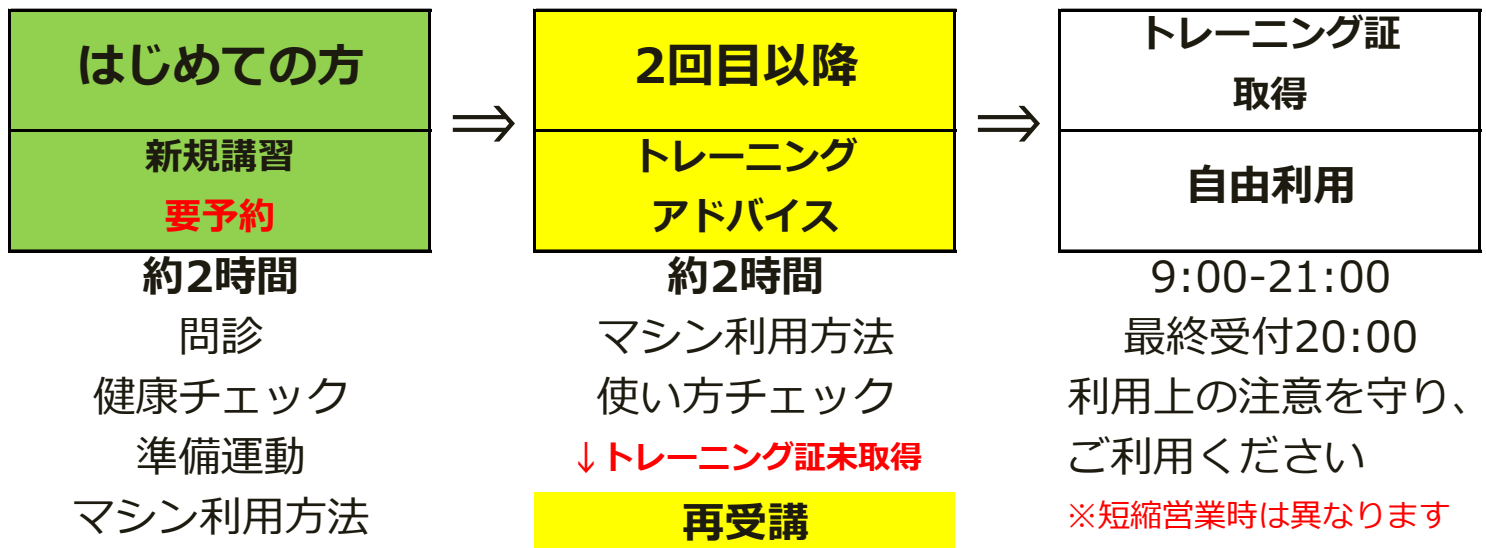 はじめての方
新規講習
要予約
約2時間
問診
健康チェック
準備運動
マシン利用方法
⇒
2回目以降
トレーニング
アドバイス
約2時間
マシン利用方法
使い方チェック
↓トレーニング証未取得
再受講
⇒
トレーニング証
取得
自由利用
9:00-21:00
最終受付20:00
利用上の注意を守り、
ご利用ください
※短縮営業時は異なります